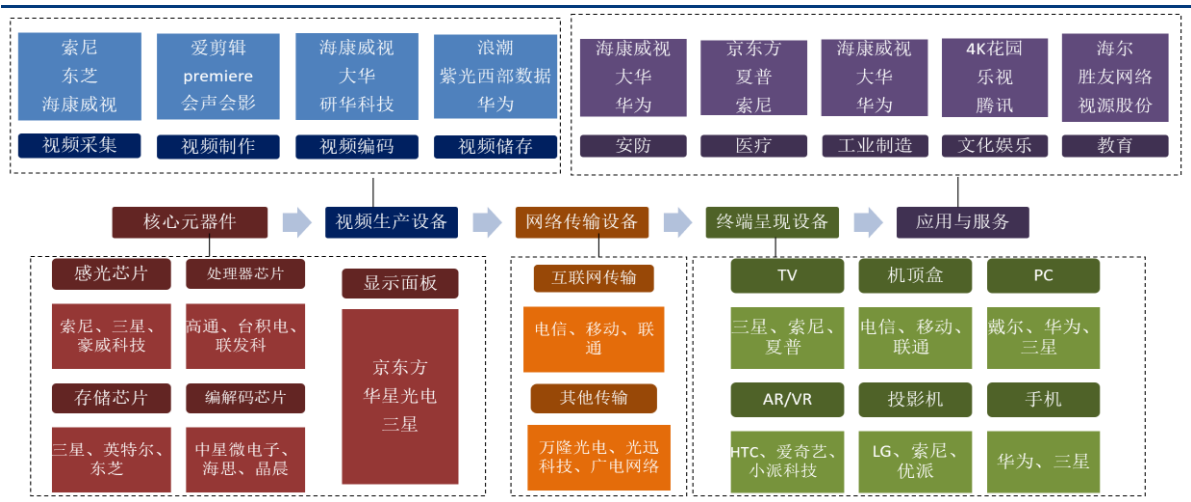 索尼
东芝
海康威视
视频采集
爱剪辑
premiere
会声会影
视频制作
海康威视
大华
研华科技
视频编码
浪潮
紫光西部数据
华为
视频储存
海康威视
大华
华为
安防
京东方
夏普
索尼
医疗
海康威视
大华
华为
工业制造
4K花园
乐视
腾讯
文化娱乐
海尔
胜友网络
视源股份
教育
核心元器件
视频生产设备
网络传输设备
终端呈现设备
应用与服务
感光芯片
索尼、三星、
豪威科技
处理器芯片
高通、台积电、
联发科
存储芯片
三星、英特尔、
东芝
编解码芯片
中星微电子、
海思、晶晨
显示面板
京东方
华星光电
三星
互联网传输
电信、移动、联
通
其他传输
万隆光电、光迅
科技、广电网络
TV
三星、索尼、
夏普
机顶盒
电信、移动、
联通
PC
戴尔、华为、
三星
AR/VR
HTC、爱奇艺、
小派科技
投影机
LG、索尼、
优派
手机
华为、三星